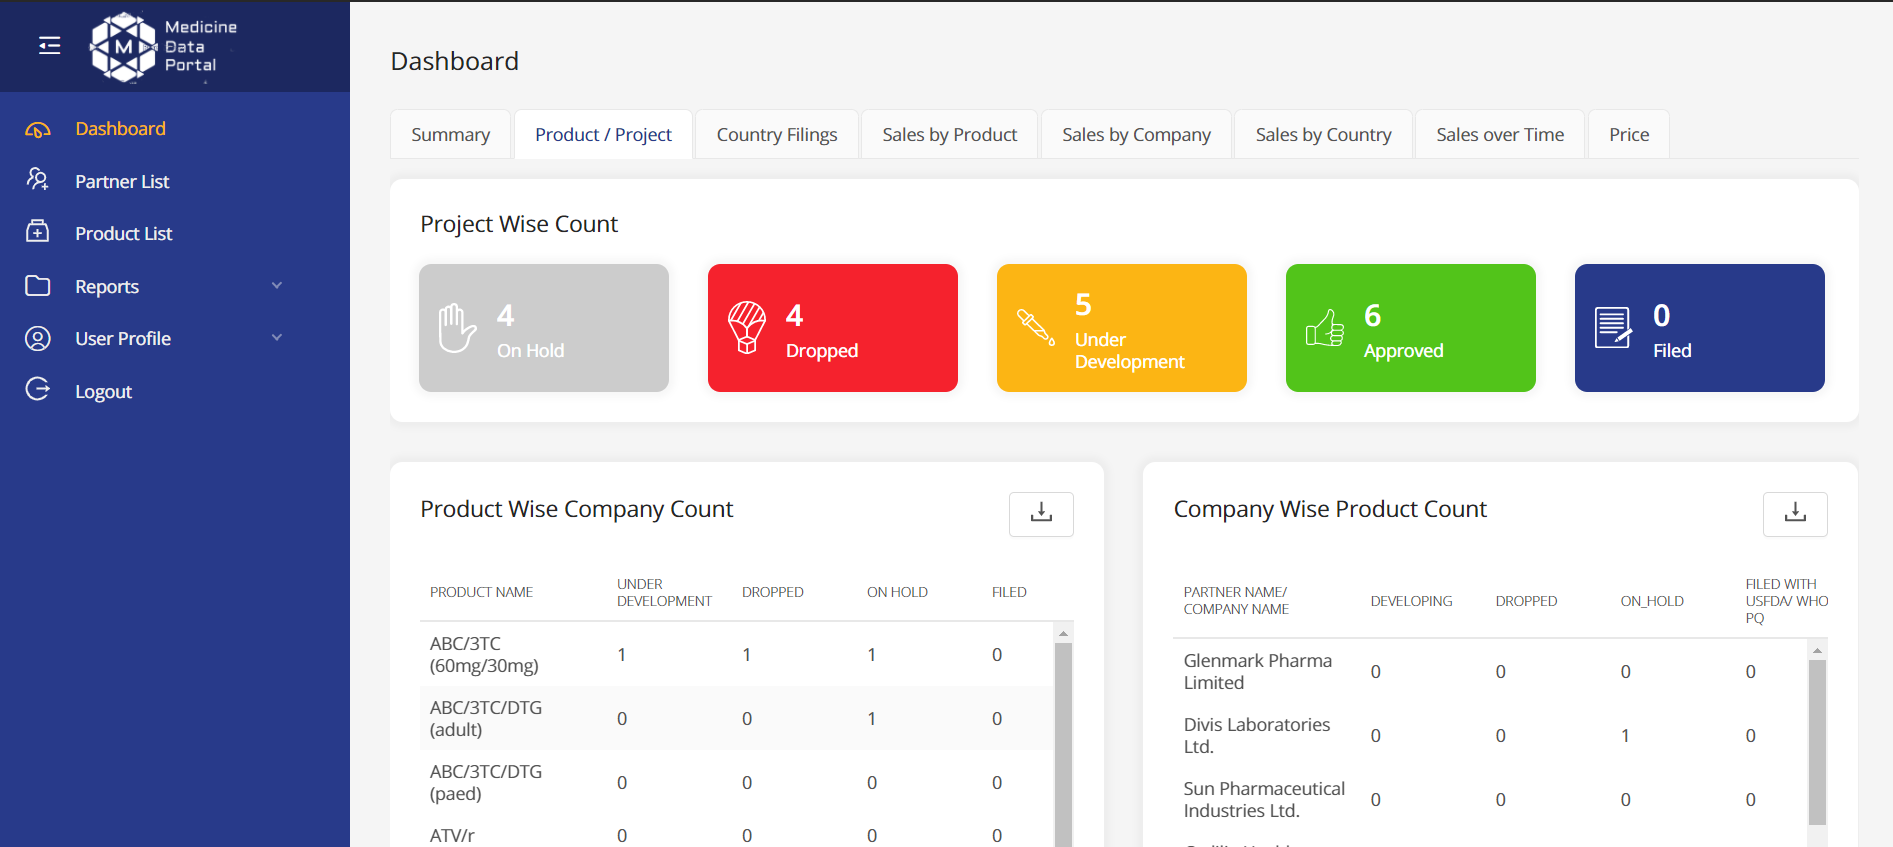 Medicine
Data
Portal
Dashboard
Partner List
Product List
Reports
User Profile
Logout
Dashboard
Summary
Product / Project
Country Filings
Sales by Product
Sales by Company
Sales by Country
Sales over Time
Price
Project Wise Count
4
On Hold
4
Dropped
5
Under
Development
6
Approved
0
Filed
Product Wise Company Count
PRODUCT NAME
UNDER
DEVELOPMENT
DROPPED
ON HOLD
FILED
ABC/3TC
(60mg/30mg)
1 1 1 0
ABC/3TC/DTG
(adult)
0 0 1 0
ABC/3TC/DTG
(paed)
0 0 0 0
ATV/r 0 0 0 0
Company Wise Product Count
PARTNER NAME/
COMPANY NAME
DEVELOPING
DROPPED
ON_HOLD
FILED WITH
USFDA/ WHO
PQ
Glenmark Pharma
Limited
0 0 0 0
Divis Laboratories
Ltd.
0 0 1 0
Sun Pharmaceutical
Industries Ltd.
0 0 0 0